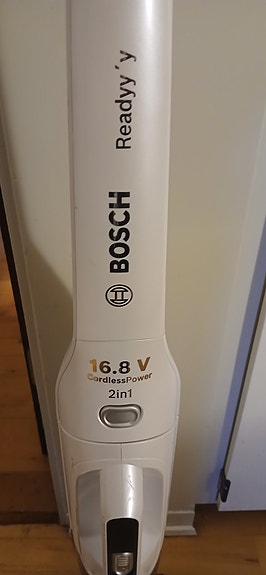 Readyy´y
BOSCH
16.8 V
CordlessPower
2in1